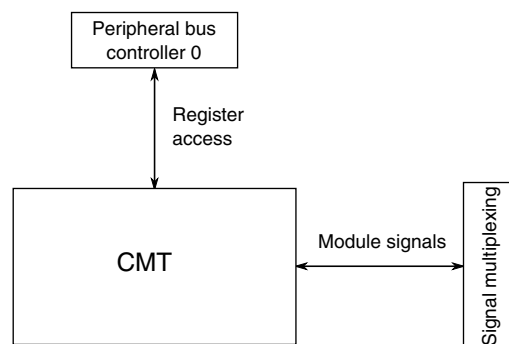 Peripheral bus
controller 0
Register
access
CMT
Module signals
Signal multiplexing